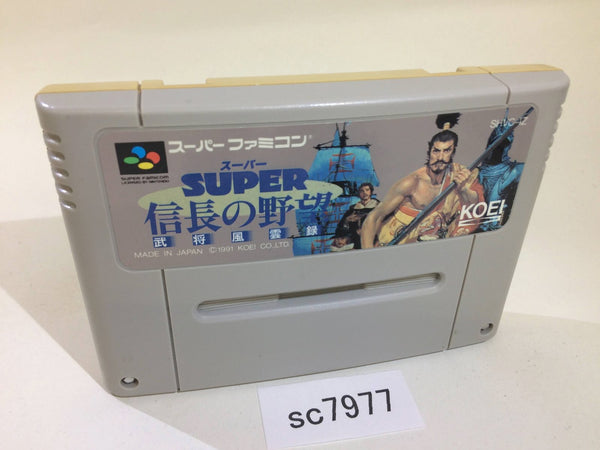 スーパーファミコン®
SHVC-IZ
SUPER FAMICOM
LICENSED BY NINTENDO
スーパー
SUPER
信長の野望
武将風雲録
KOEI
MADE IN JAPAN ©1991 KOEI CO.,LTD.
sc7977